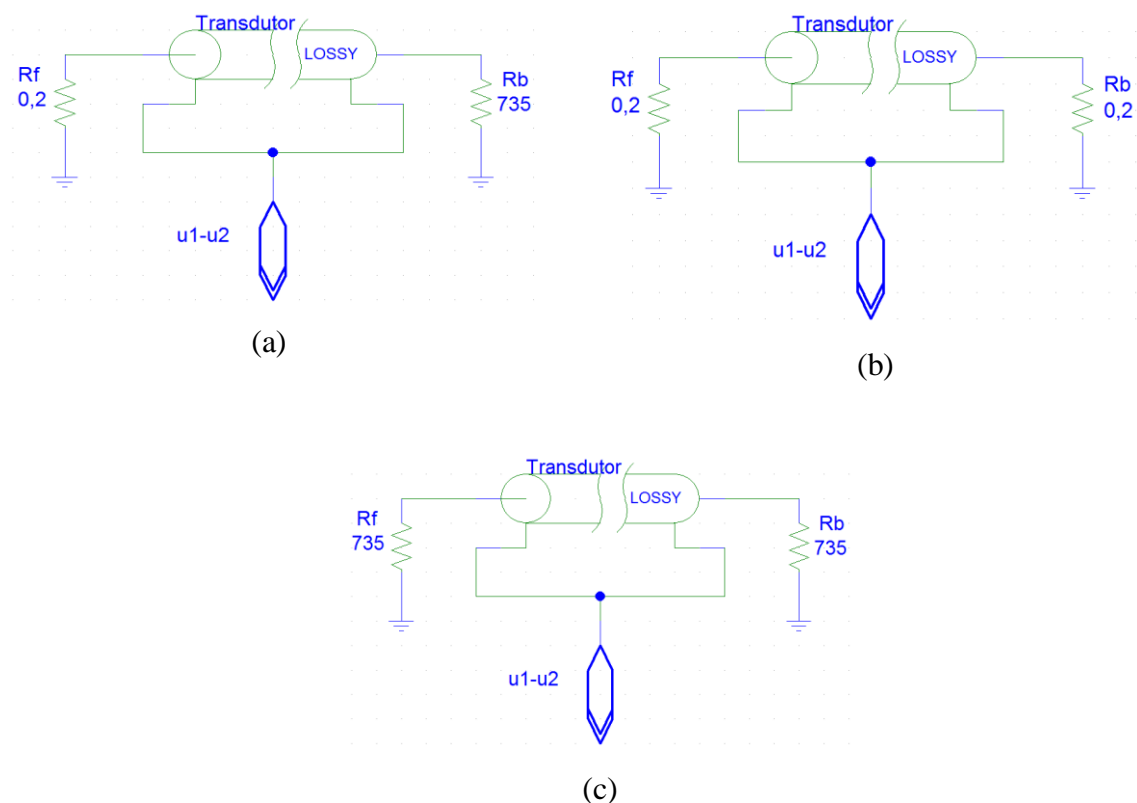 Transdutor
LOSSY
Rf
0,2
Rb
735
u1-u2
(a)
Transdutor
LOSSY
Rf
0,2
Rb
0,2
u1-u2
(b)
Transdutor
LOSSY
Rf
735
Rb
735
u1-u2
(c)